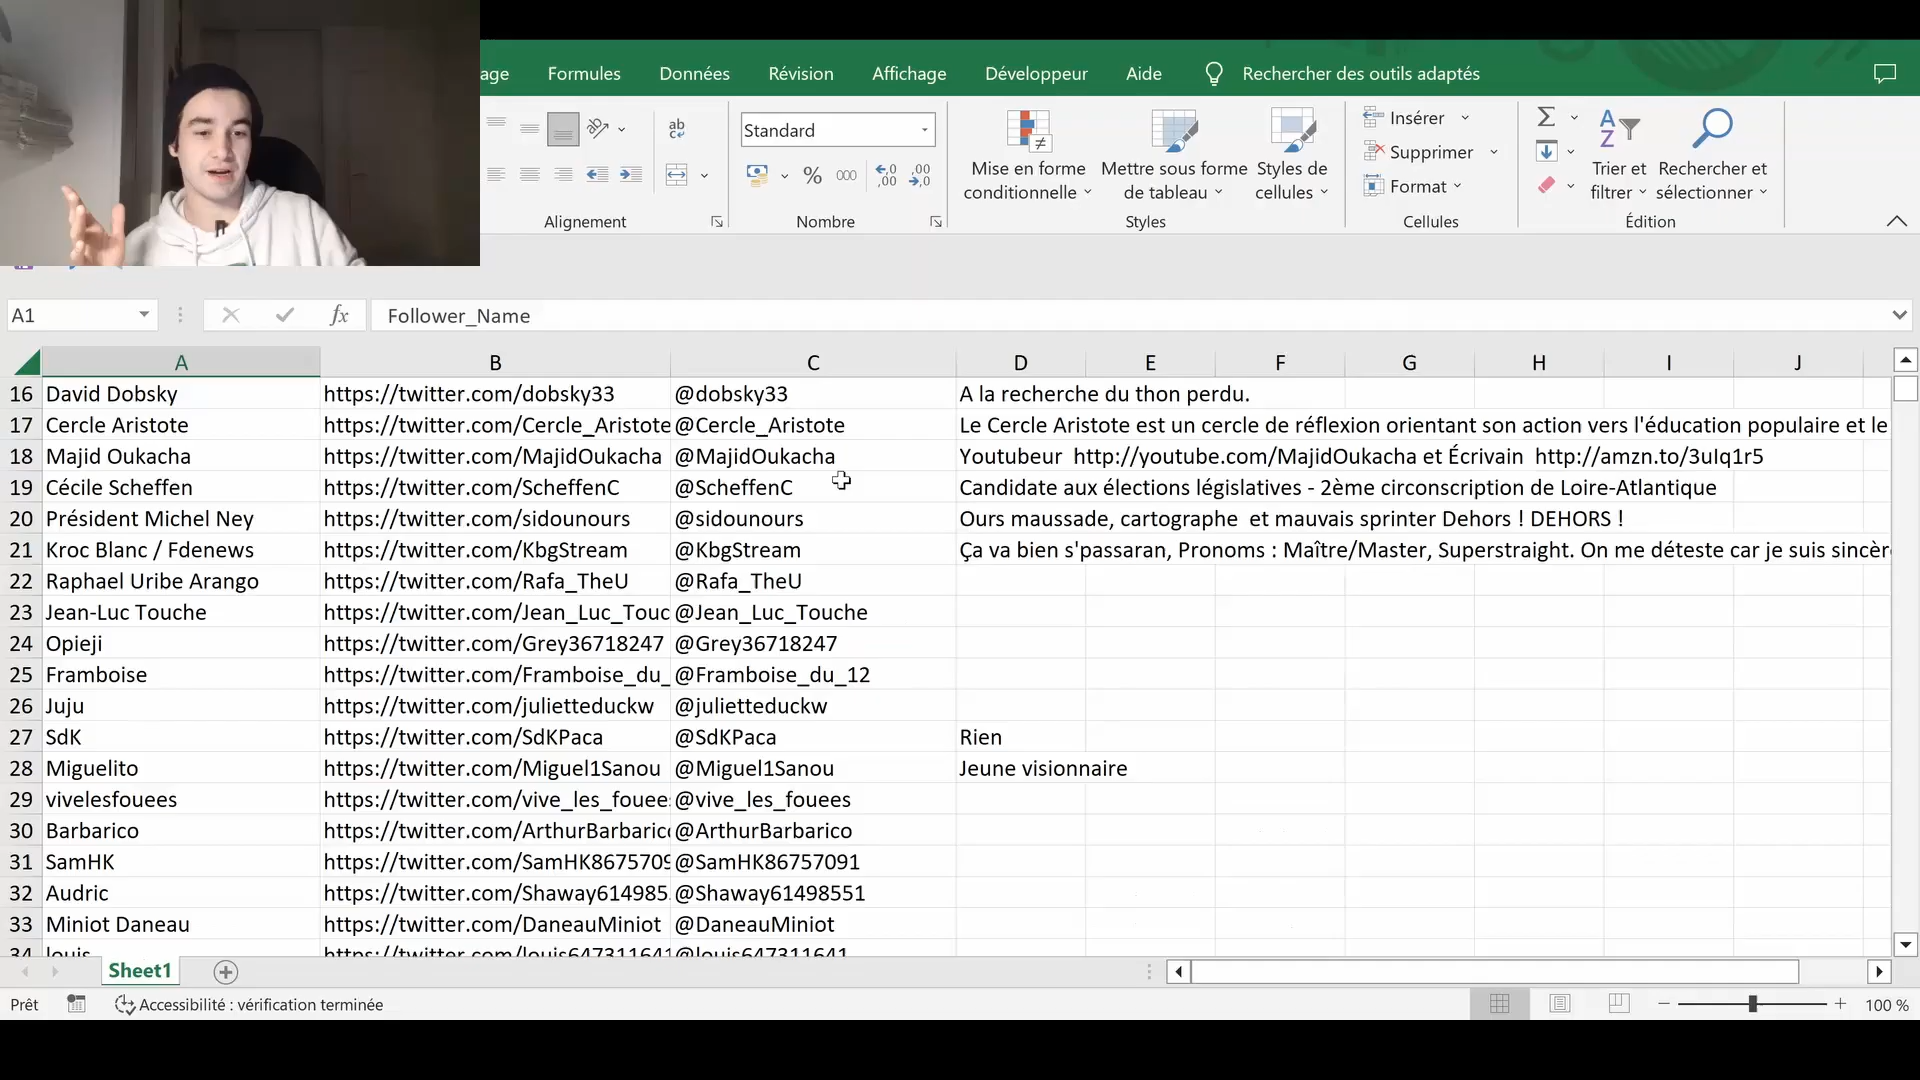 age Formules Données Révision Affichage Développeur Aide Rechercher des outils adaptés
ab
Standard
% 000 ,00
Mise en forme conditionnelle
Mettre sous forme de tableau
Styles de cellules
Insérer
Supprimer
Format
Σ
AZ
Trier et filtrer
Rechercher et sélectionner
Alignement Nombre Styles Cellules Édition
A1 fx Follower_Name
A B C D E F G H I J
16 David Dobsky https://twitter.com/dobsky33 @dobsky33 A la recherche du thon perdu.
17 Cercle Aristote https://twitter.com/Cercle_Aristote @Cercle_Aristote Le Cercle Aristote est un cercle de réflexion orientant son action vers l'éducation populaire et le
18 Majid Oukacha https://twitter.com/MajidOukacha @MajidOukacha Youtubeur http://youtube.com/MajidOukacha et Écrivain http://amzn.to/3uIq1r5
19 Cécile Scheffen https://twitter.com/ScheffenC @ScheffenC Candidate aux élections législatives - 2ème circonscription de Loire-Atlantique
20 Président Michel Ney https://twitter.com/sidounours @sidounours Ours maussade, cartographe et mauvais sprinter Dehors ! DEHORS !
21 Kroc Blanc / Fdenews https://twitter.com/KbgStream @KbgStream Ça va bien s'passaran, Pronoms : Maître/Master, Superstraight. On me déteste car je suis sincèr
22 Raphael Uribe Arango https://twitter.com/Rafa_TheU @Rafa_TheU
23 Jean-Luc Touche https://twitter.com/Jean_Luc_Touc @Jean_Luc_Touche
24 Opieji https://twitter.com/Grey36718247 @Grey36718247
25 Framboise https://twitter.com/Framboise_du_ @Framboise_du_12
26 Juju https://twitter.com/julietteduckw @julietteduckw
27 SdK https://twitter.com/SdKPaca @SdKPaca Rien
28 Miguelito https://twitter.com/Miguel1Sanou @Miguel1Sanou Jeune visionnaire
29 vivelesfouees https://twitter.com/vive_les_fouee @vive_les_fouees
30 Barbarico https://twitter.com/ArthurBarbaric @ArthurBarbarico
31 SamHK https://twitter.com/SamHK8675709 @SamHK86757091
32 Audric https://twitter.com/Shaway614985 @Shaway61498551
33 Miniot Daneau https://twitter.com/DaneauMiniot @DaneauMiniot
34 louis https://twitter.com/louis647311641 @louis647311641
Sheet1
Prêt Accessibilité : vérification terminée 100 %